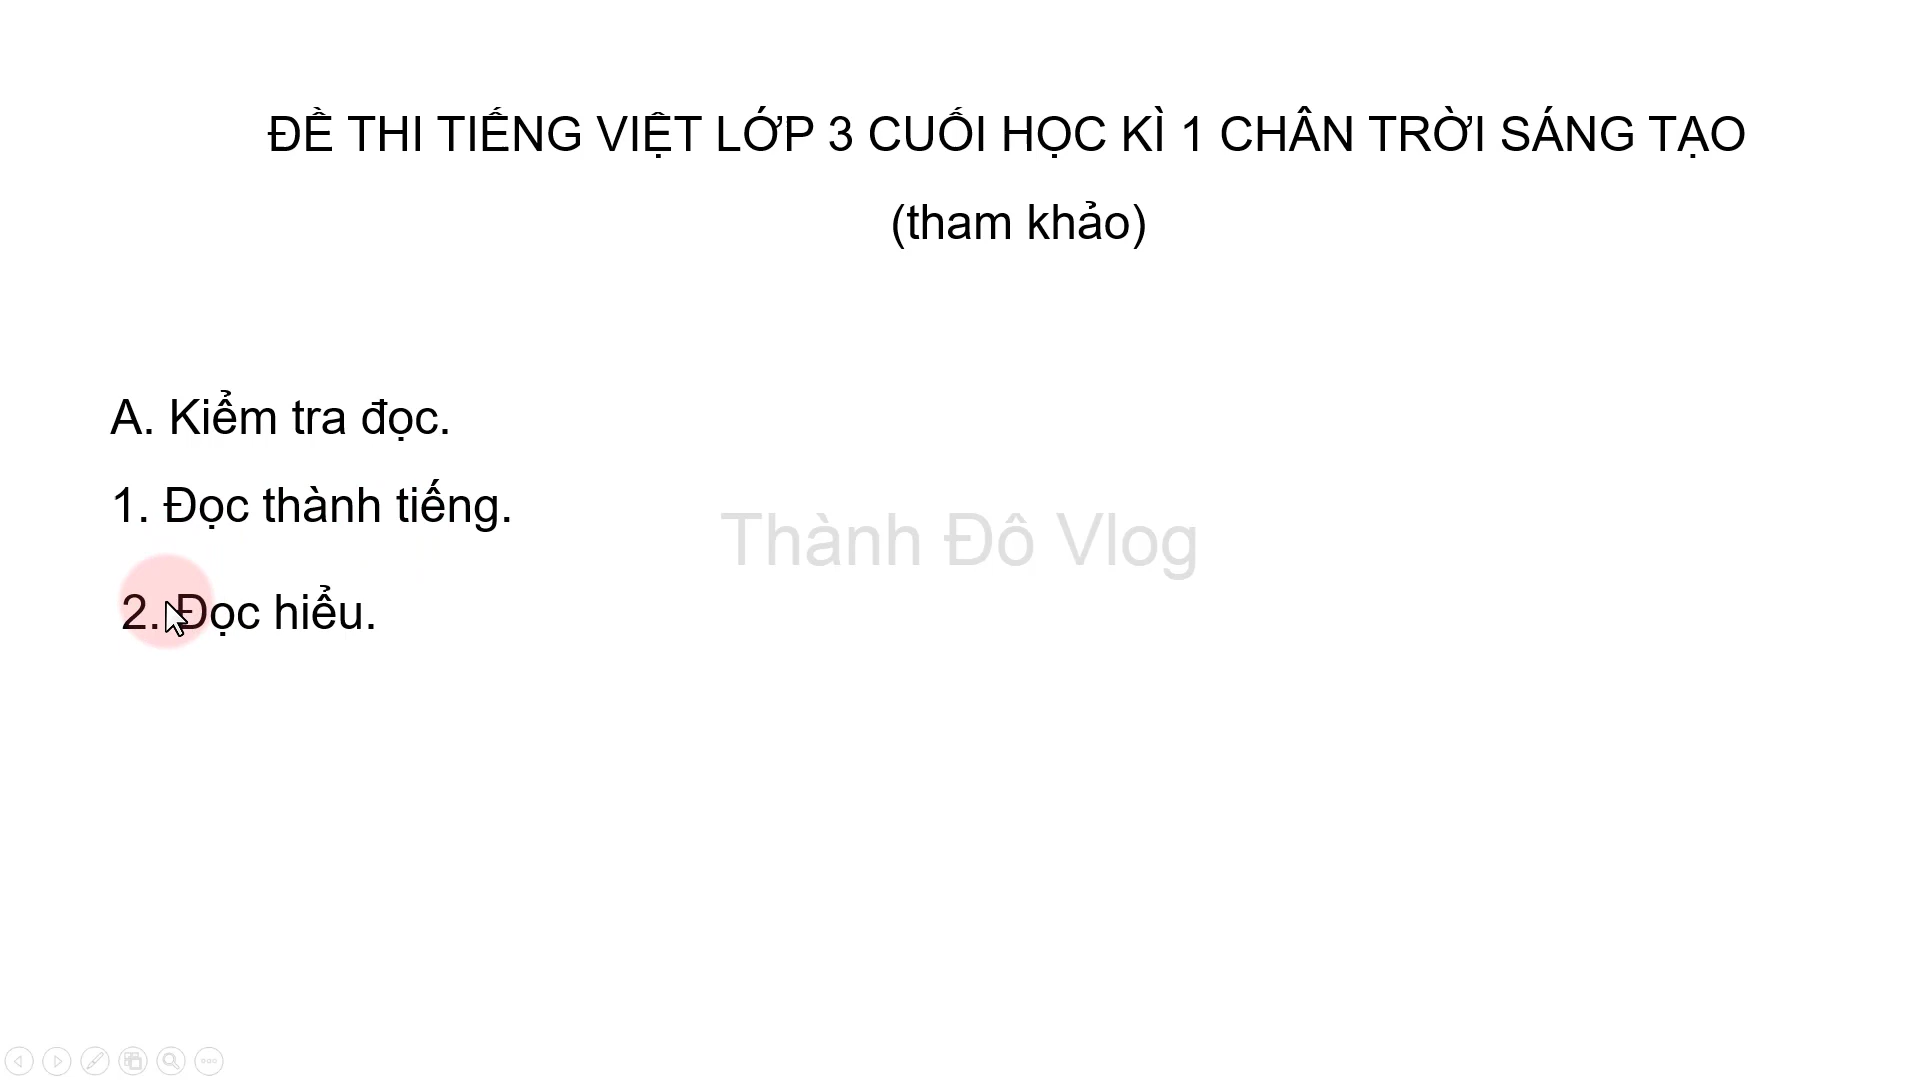 ĐỀ THI TIẾNG VIỆT LỚP 3 CUỐI HỌC KÌ 1 CHÂN TRỜI SÁNG TẠO
(tham khảo)
A. Kiểm tra đọc.
1. Đọc thành tiếng.
Thành Đô Vlog
2. Đọc hiểu.